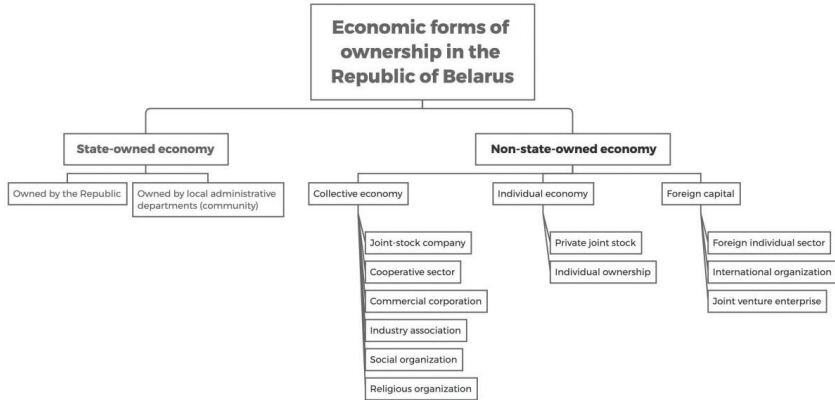 Economic forms of
ownership in the
Republic of Belarus
State-owned economy
Non-state-owned economy
Owned by the Republic
Owned by local administrative
departments (community)
Collective economy
Individual economy
Foreign capital
Joint-stock company
Private joint stock
Foreign individual sector
Cooperative sector
Individual ownership
International organization
Commercial corporation
Joint venture enterprise
Industry association
Social organization
Religious organization